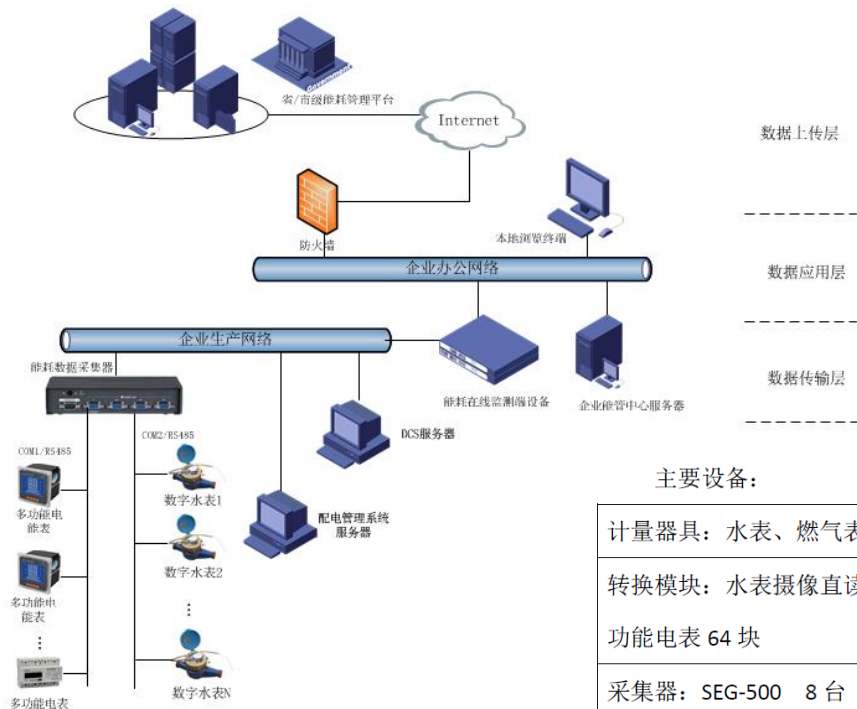 government
省/市级能耗管理平台
Internet
数据上传层
防火墙
本地浏览终端
企业办公网络
数据应用层
企业生产网络
能耗数据采集器
能耗在线监测端设备
企业能管中心服务器
数据传输层
COM1/RS485
COM2/RS485
DCS服务器
多功能电
能表
数字水表1
配电管理系统
服务器
多功能电
能表
数字水表2
⋮
⋮
多功能电表
数字水表N
主要设备：
计量器具：水表、燃气表
转换模块：水表摄像直读
功能电表 64 块
采集器：SEG-500 8 台